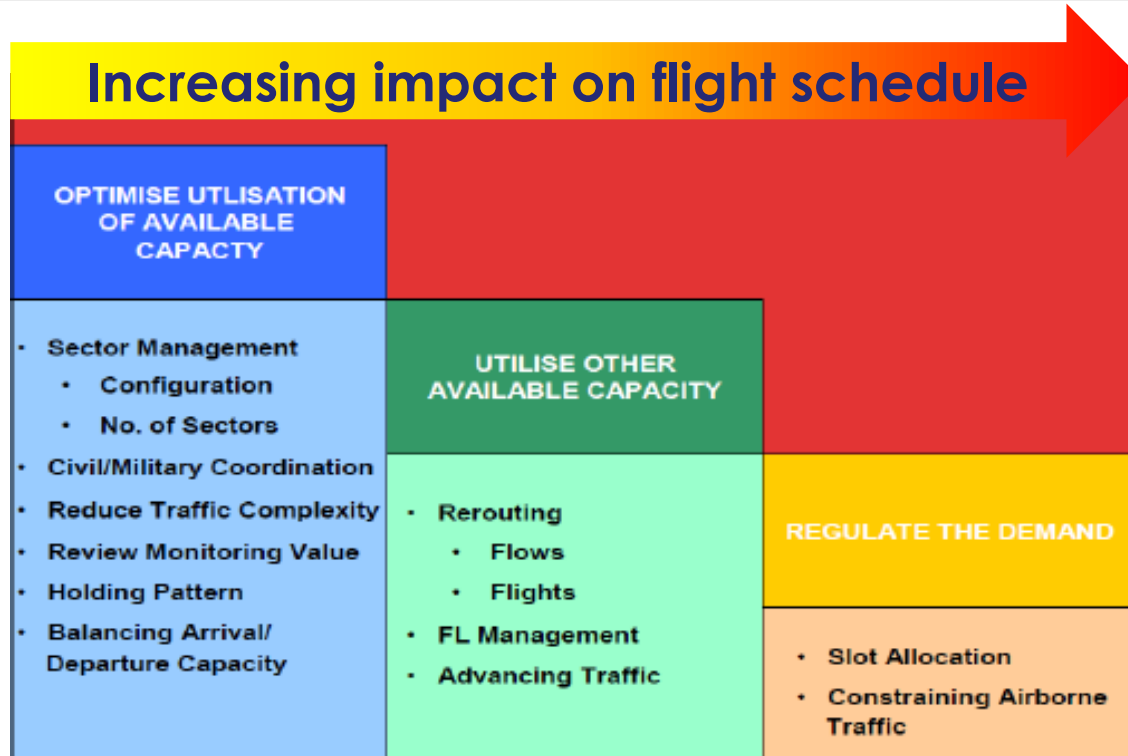 Increasing impact on flight schedule
OPTIMISE UTLISATION
OF AVAILABLE
CAPACTY
• Sector Management
• Configuration
• No. of Sectors
• Civil/Military Coordination
• Reduce Traffic Complexity
• Review Monitoring Value
• Holding Pattern
• Balancing Arrival/
Departure Capacity
UTILISE OTHER
AVAILABLE CAPACITY
• Rerouting
• Flows
• Flights
• FL Management
• Advancing Traffic
REGULATE THE DEMAND
• Slot Allocation
• Constraining Airborne
Traffic